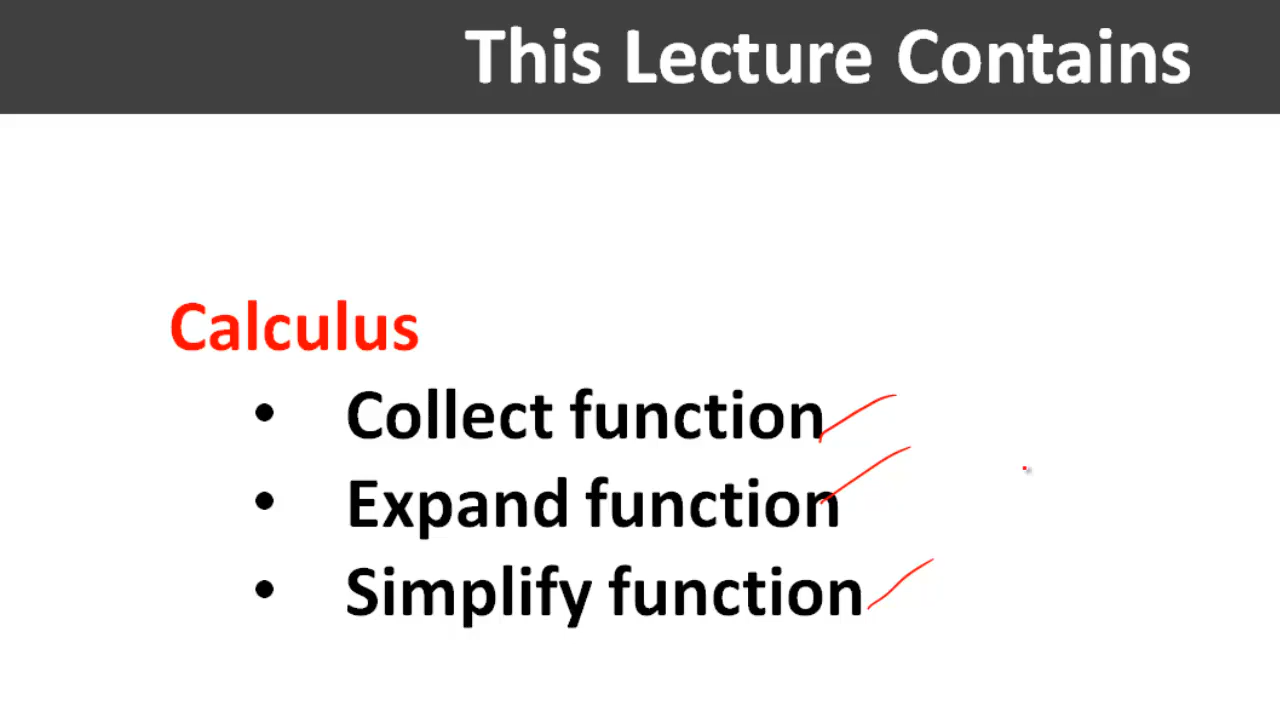 This Lecture Contains
Calculus
• Collect function
• Expand function
• Simplify function